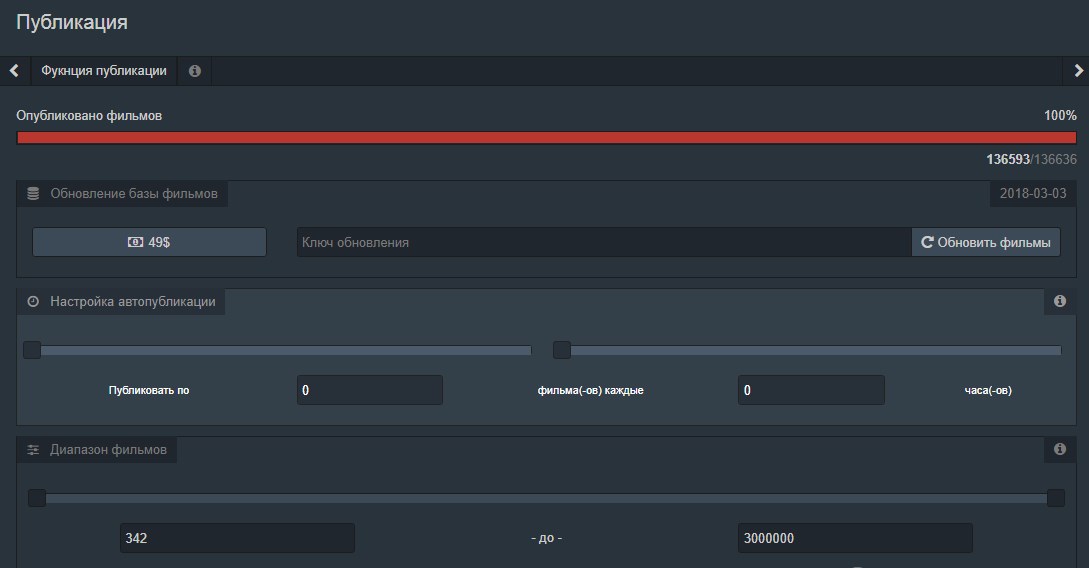 Публикация
Фукнция публикации
Опубликовано фильмов 100%
136593/136636
Обновление базы фильмов 2018-03-03
49$ Ключ обновления Обновить фильмы
Настройка автопубликации
Публиковать по 0 фильма(-ов) каждые 0 часа(-ов)
Диапазон фильмов
342 - до - 3000000